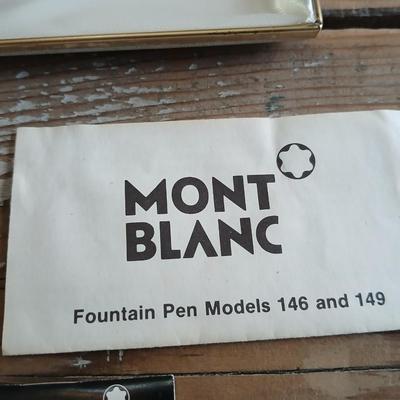 MONT
BLANC
Fountain Pen Models 146 and 149